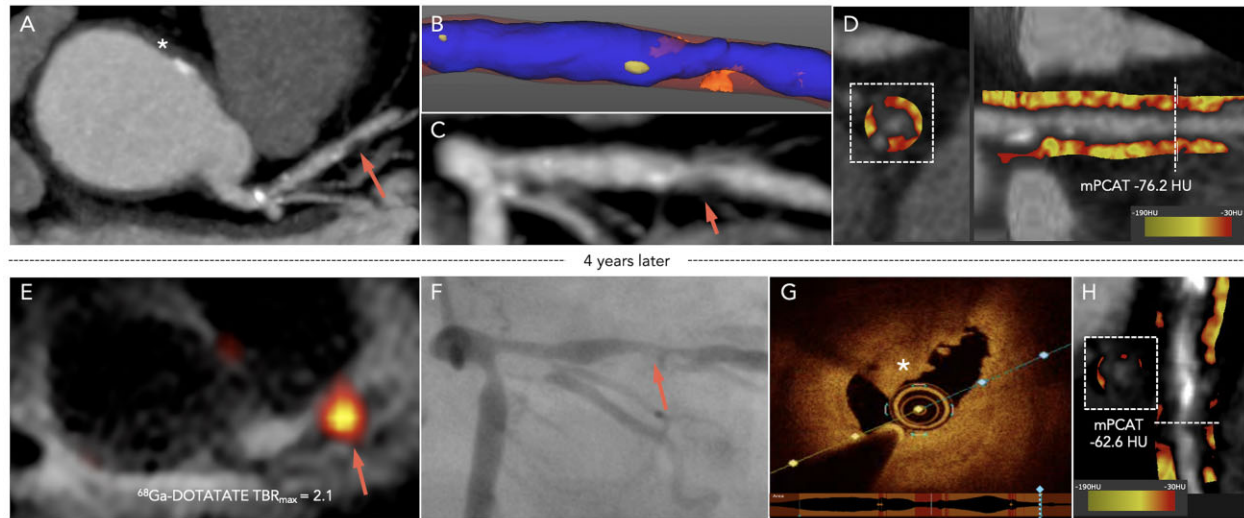 A
*
B
C
D
mPCAT -76.2 HU
-190HU -30HU
4 years later
E
⁶⁸Ga-DOTATATE TBRmax = 2.1
F
G
*
H
mPCAT
-62.6 HU
-190HU -30HU